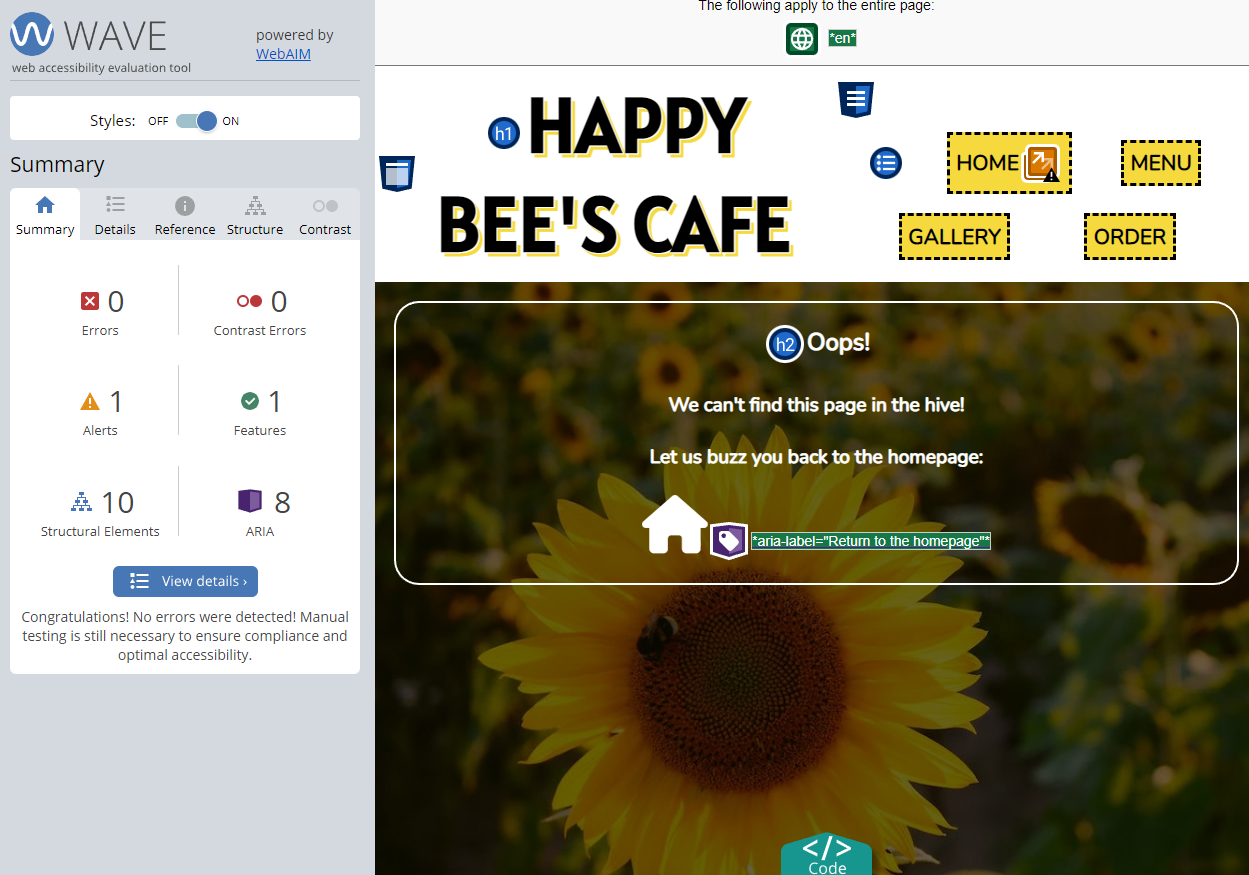 WAVE
powered by
WebAIM
web accessibility evaluation tool
Styles: OFF ON
Summary
Summary Details Reference Structure Contrast
0 0
Errors Contrast Errors
1 1
Alerts Features
10 8
Structural Elements ARIA
View details ›
Congratulations! No errors were detected! Manual
testing is still necessary to ensure compliance and
optimal accessibility.
The following apply to the entire page:
*en*
h1 HAPPY
BEE'S CAFE
HOME MENU
GALLERY ORDER
h2 Oops!
We can't find this page in the hive!
Let us buzz you back to the homepage:
*aria-label="Return to the homepage"*
</>
Code